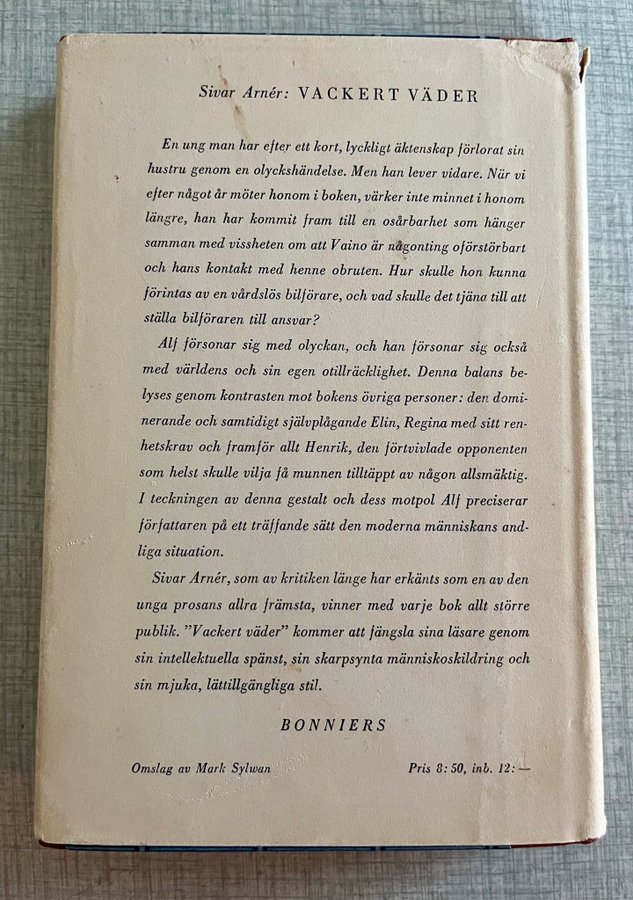 Sivar Arnér: VACKERT VÄDER
En ung man har efter ett kort, lyckligt äktenskap förlorat sin
hustru genom en olyckshändelse. Men han lever vidare. När vi
efter något år möter honom i boken, värker inte minnet i honom
längre, han har kommit fram till en osårbarhet som hänger
samman med vissheten om att Vaino är någonting oförstörbart
och hans kontakt med henne obruten. Hur skulle hon kunna
förintas av en vårdslös bilförare, och vad skulle det tjäna till att
ställa bilföraren till ansvar?
Alf försonar sig med olyckan, och han försonar sig också
med världens och sin egen otillräcklighet. Denna balans be-
lyses genom kontrasten mot bokens övriga personer: den domi-
nerande och samtidigt självplågande Elin, Regina med sitt ren-
hetskrav och framför allt Henrik, den förtvivlade opponenten
som helst skulle vilja få munnen tilltäppt av någon allsmäktig.
I teckningen av denna gestalt och dess motpol Alf preciserar
författaren på ett träffande sätt den moderna människans and-
liga situation.
Sivar Arnér, som av kritiken länge har erkänts som en av den
unga prosans allra främsta, vinner med varje bok allt större
publik. ”Vackert väder” kommer att fängsla sina läsare genom
sin intellektuella spänst, sin skarpsynta människoskildring och
sin mjuka, lättillgängliga stil.
BONNIERS
Omslag av Mark Sylwan Pris 8: 50, inb. 12: —